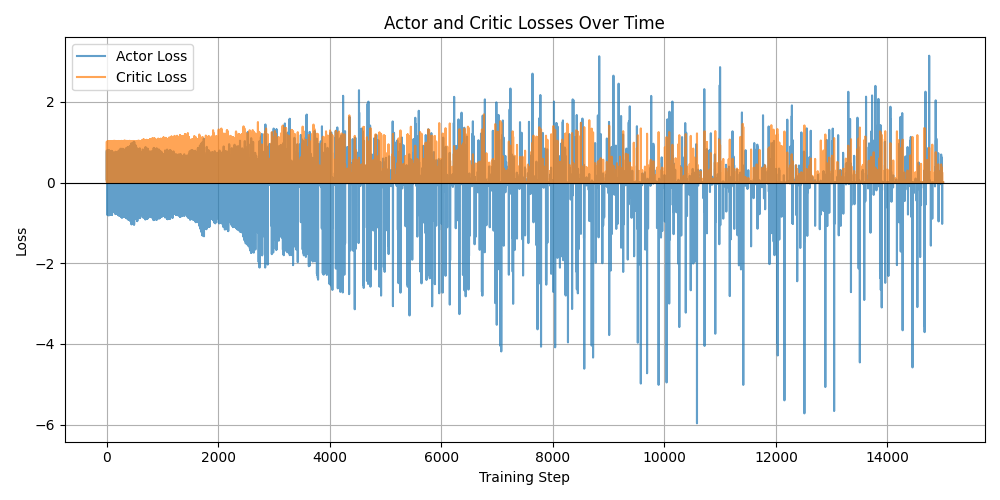 Actor and Critic Losses Over Time
Actor Loss
Critic Loss
Loss
2
0
−2
−4
−6
0 2000 4000 6000 8000 10000 12000 14000
Training Step